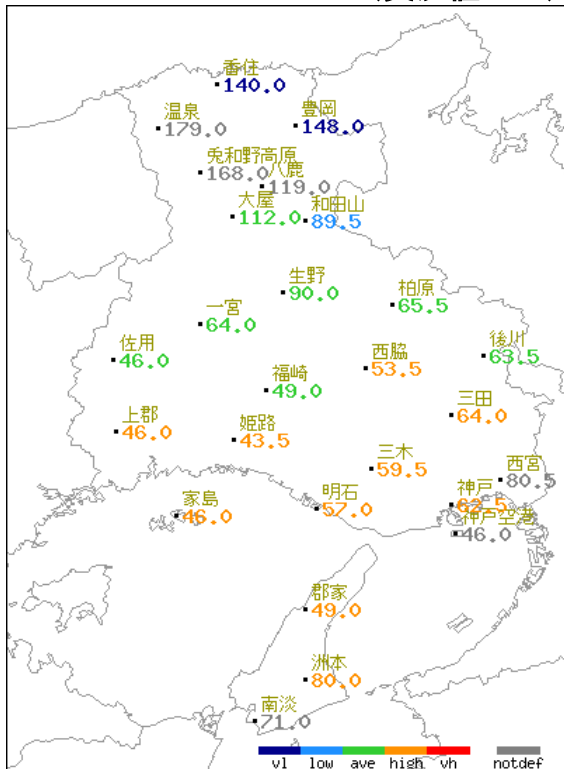 香住
140.0
温泉
179.0
豊岡
148.0
兎和野高原
168.0
八鹿
119.0
大屋
112.0
和田山
89.5
生野
90.0
柏原
65.5
一宮
64.0
佐用
46.0
後川
63.5
西脇
53.5
福崎
49.0
三田
64.0
上郡
46.0
姫路
43.5
三木
59.5
西宮
80.5
家島
46.0
明石
57.0
神戸
62.5
神戸空港
46.0
郡家
49.0
洲本
80.0
南淡
71.0
vl low ave high vh notdef